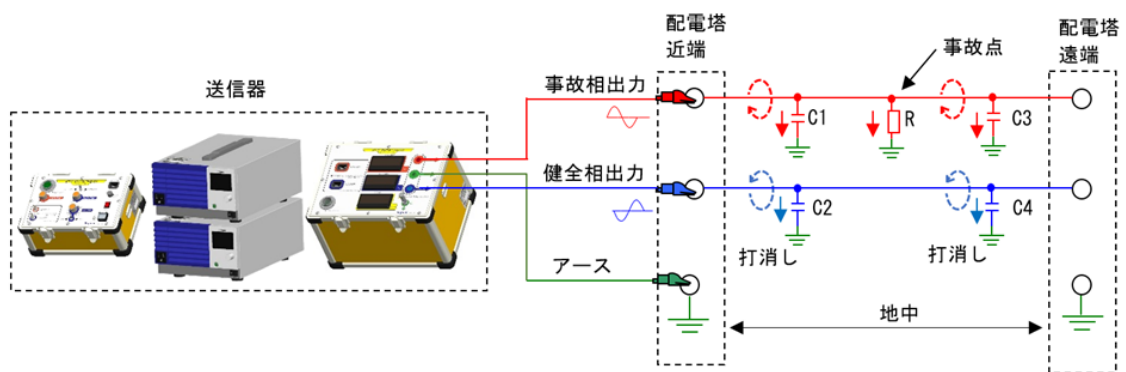 送信器
事故相出力
健全相出力
アース
配電塔
近端
事故点
配電塔
遠端
C1
R
C3
C2
C4
打消し
打消し
地中